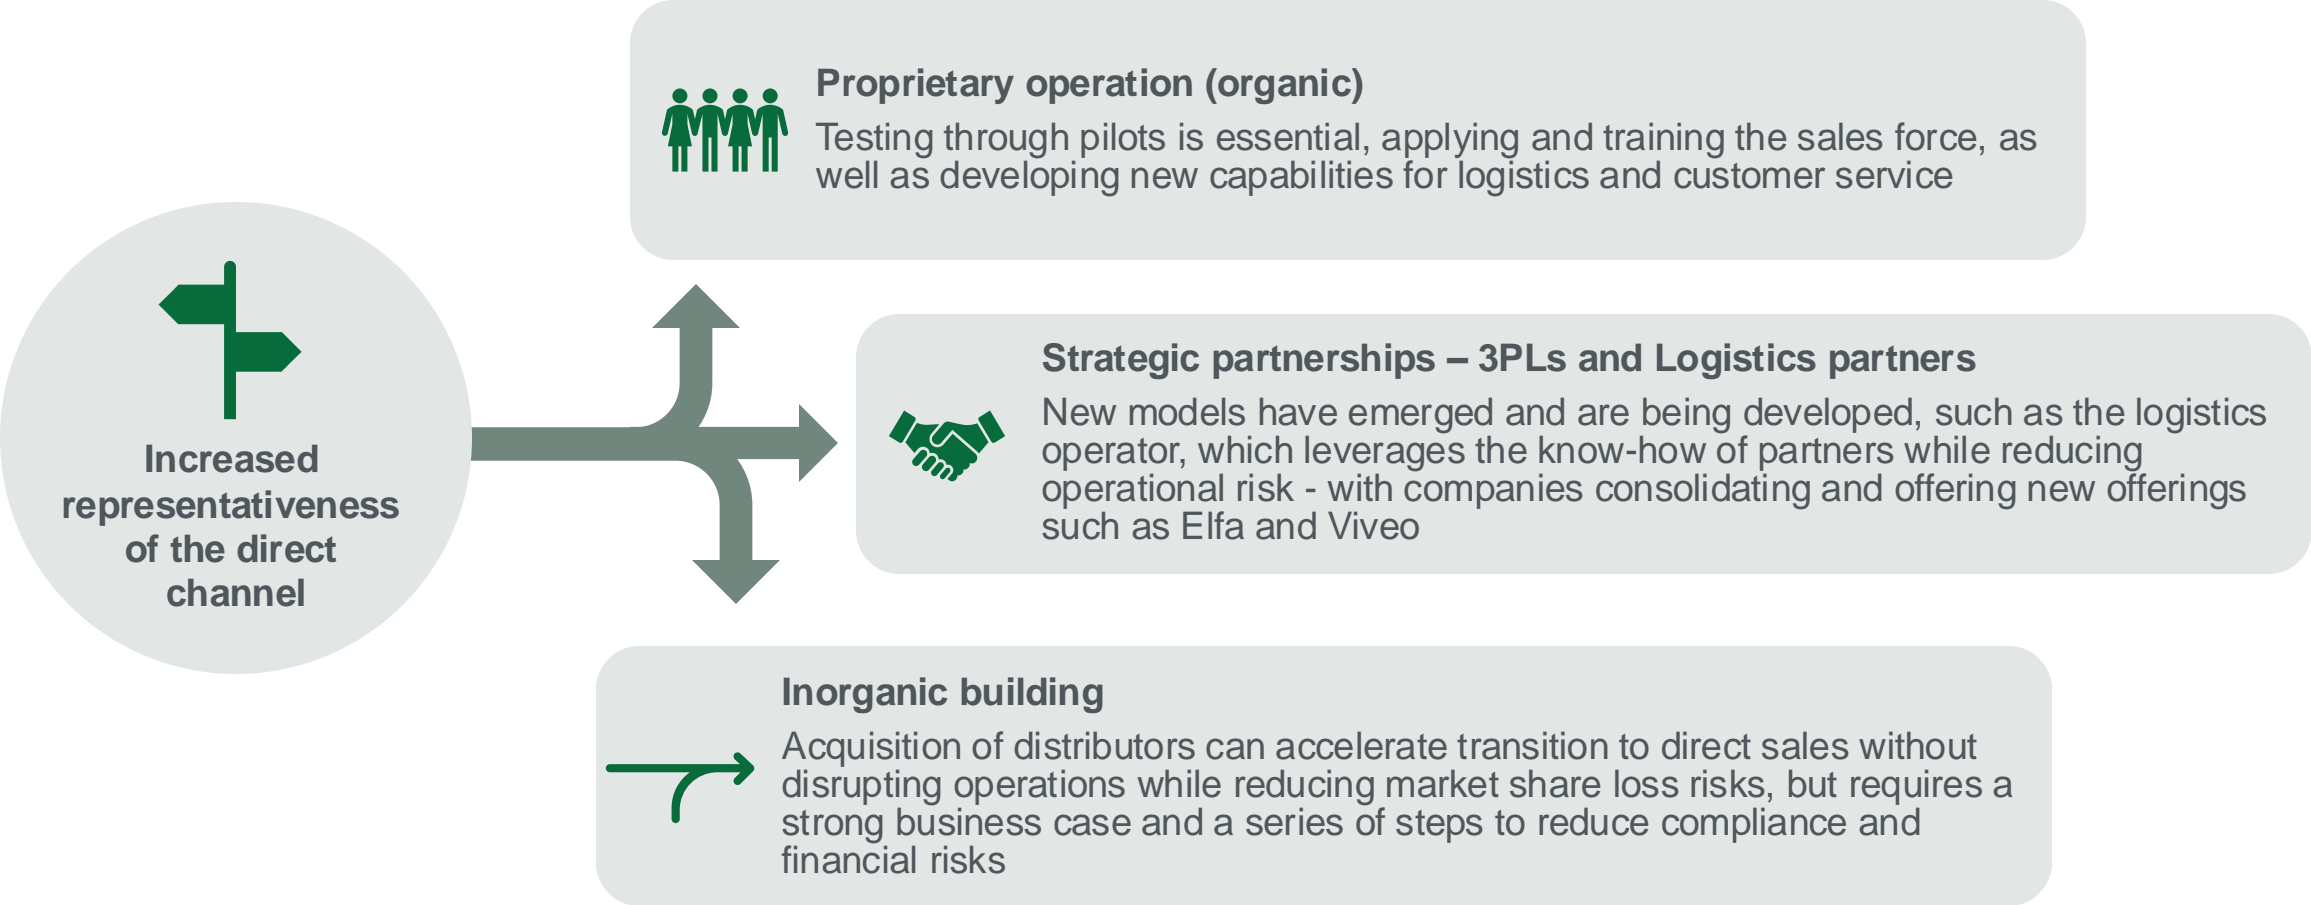 Increased
representativeness
of the direct
channel
Proprietary operation (organic)
Testing through pilots is essential, applying and training the sales force, as
well as developing new capabilities for logistics and customer service
Strategic partnerships – 3PLs and Logistics partners
New models have emerged and are being developed, such as the logistics
operator, which leverages the know-how of partners while reducing
operational risk - with companies consolidating and offering new offerings
such as Elfa and Viveo
Inorganic building
Acquisition of distributors can accelerate transition to direct sales without
disrupting operations while reducing market share loss risks, but requires a
strong business case and a series of steps to reduce compliance and
financial risks